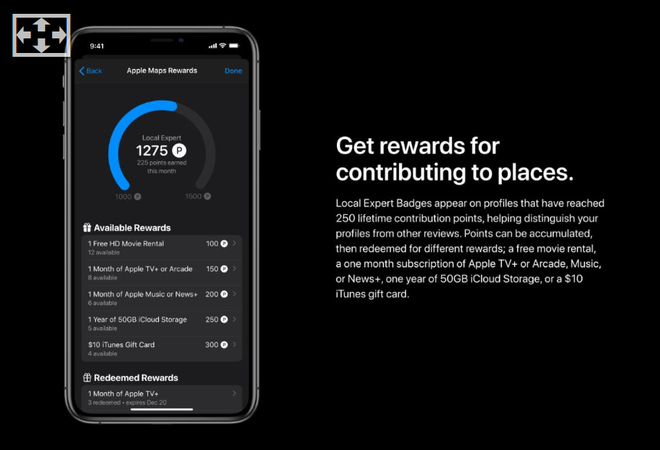 9:41
Back
Apple Maps Rewards
Done
Local Expert
1275 P
225 points earned
this month
1000 P
1500 P
Available Rewards
1 Free HD Movie Rental 100 P
12 available
1 Month of Apple TV+ or Arcade 150 P
8 available
1 Month of Apple Music or News+ 200 P
6 available
1 Year of 50GB iCloud Storage 250 P
5 available
$10 iTunes Gift Card 300 P
4 available
Redeemed Rewards
1 Month of Apple TV+
3 redeemed • expires Dec 20
Get rewards for
contributing to places.
Local Expert Badges appear on profiles that have reached
250 lifetime contribution points, helping distinguish your
profiles from other reviews. Points can be accumulated,
then redeemed for different rewards; a free movie rental,
a one month subscription of Apple TV+ or Arcade, Music,
or News+, one year of 50GB iCloud Storage, or a $10
iTunes gift card.